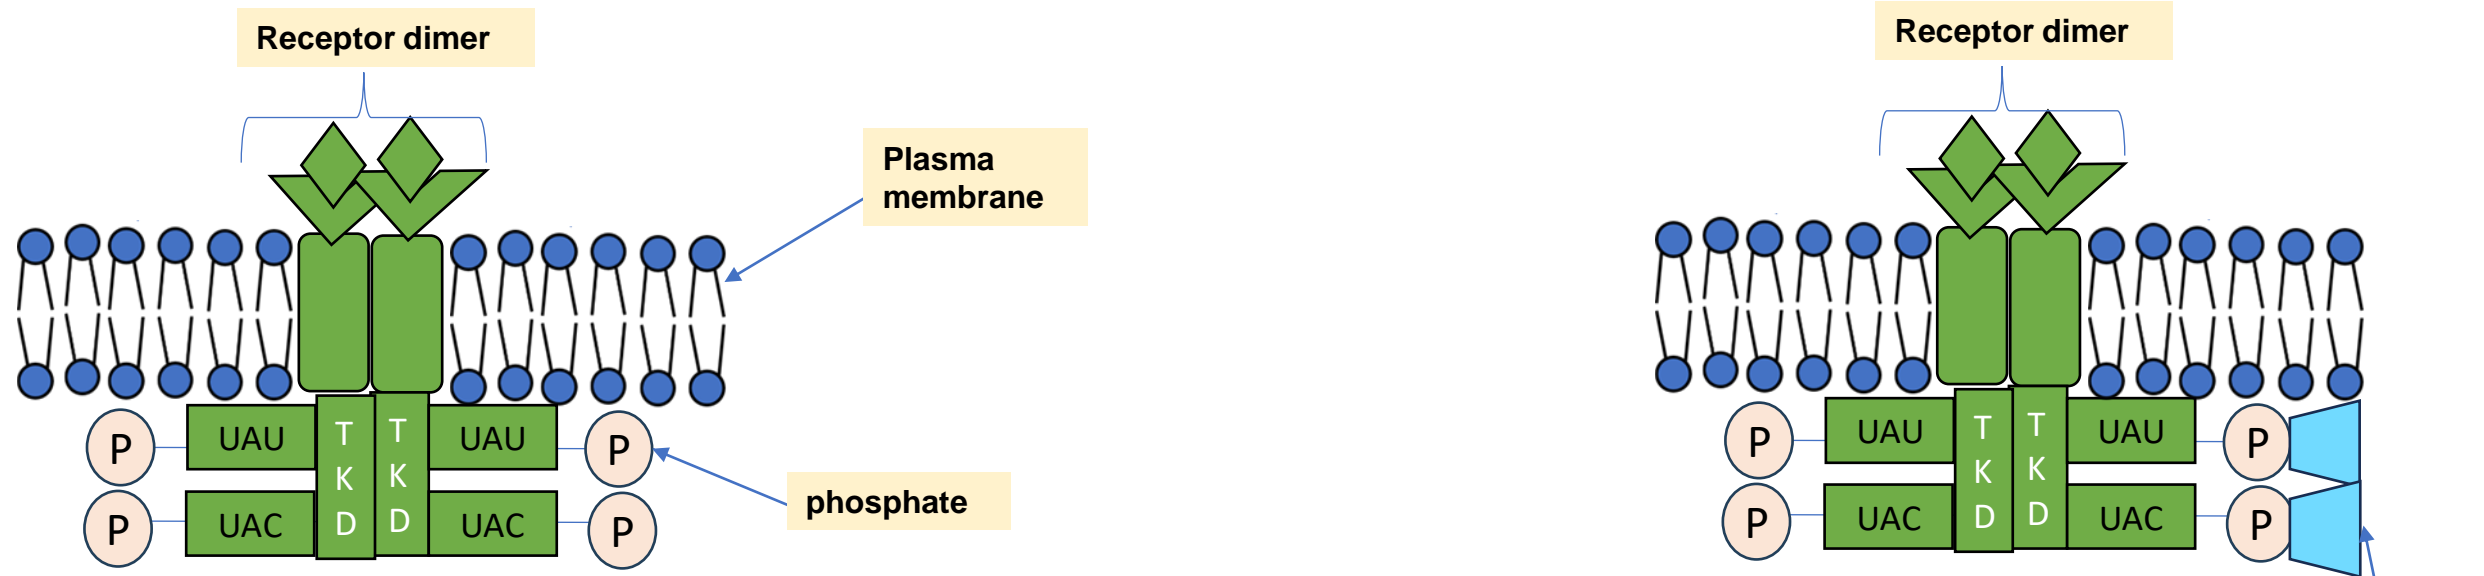 Receptor dimer
Plasma
membrane
P UAU T K D T K D UAU P
P UAC UAC P
phosphate
Receptor dimer
P UAU T K D T K D UAU P
P UAC UAC P